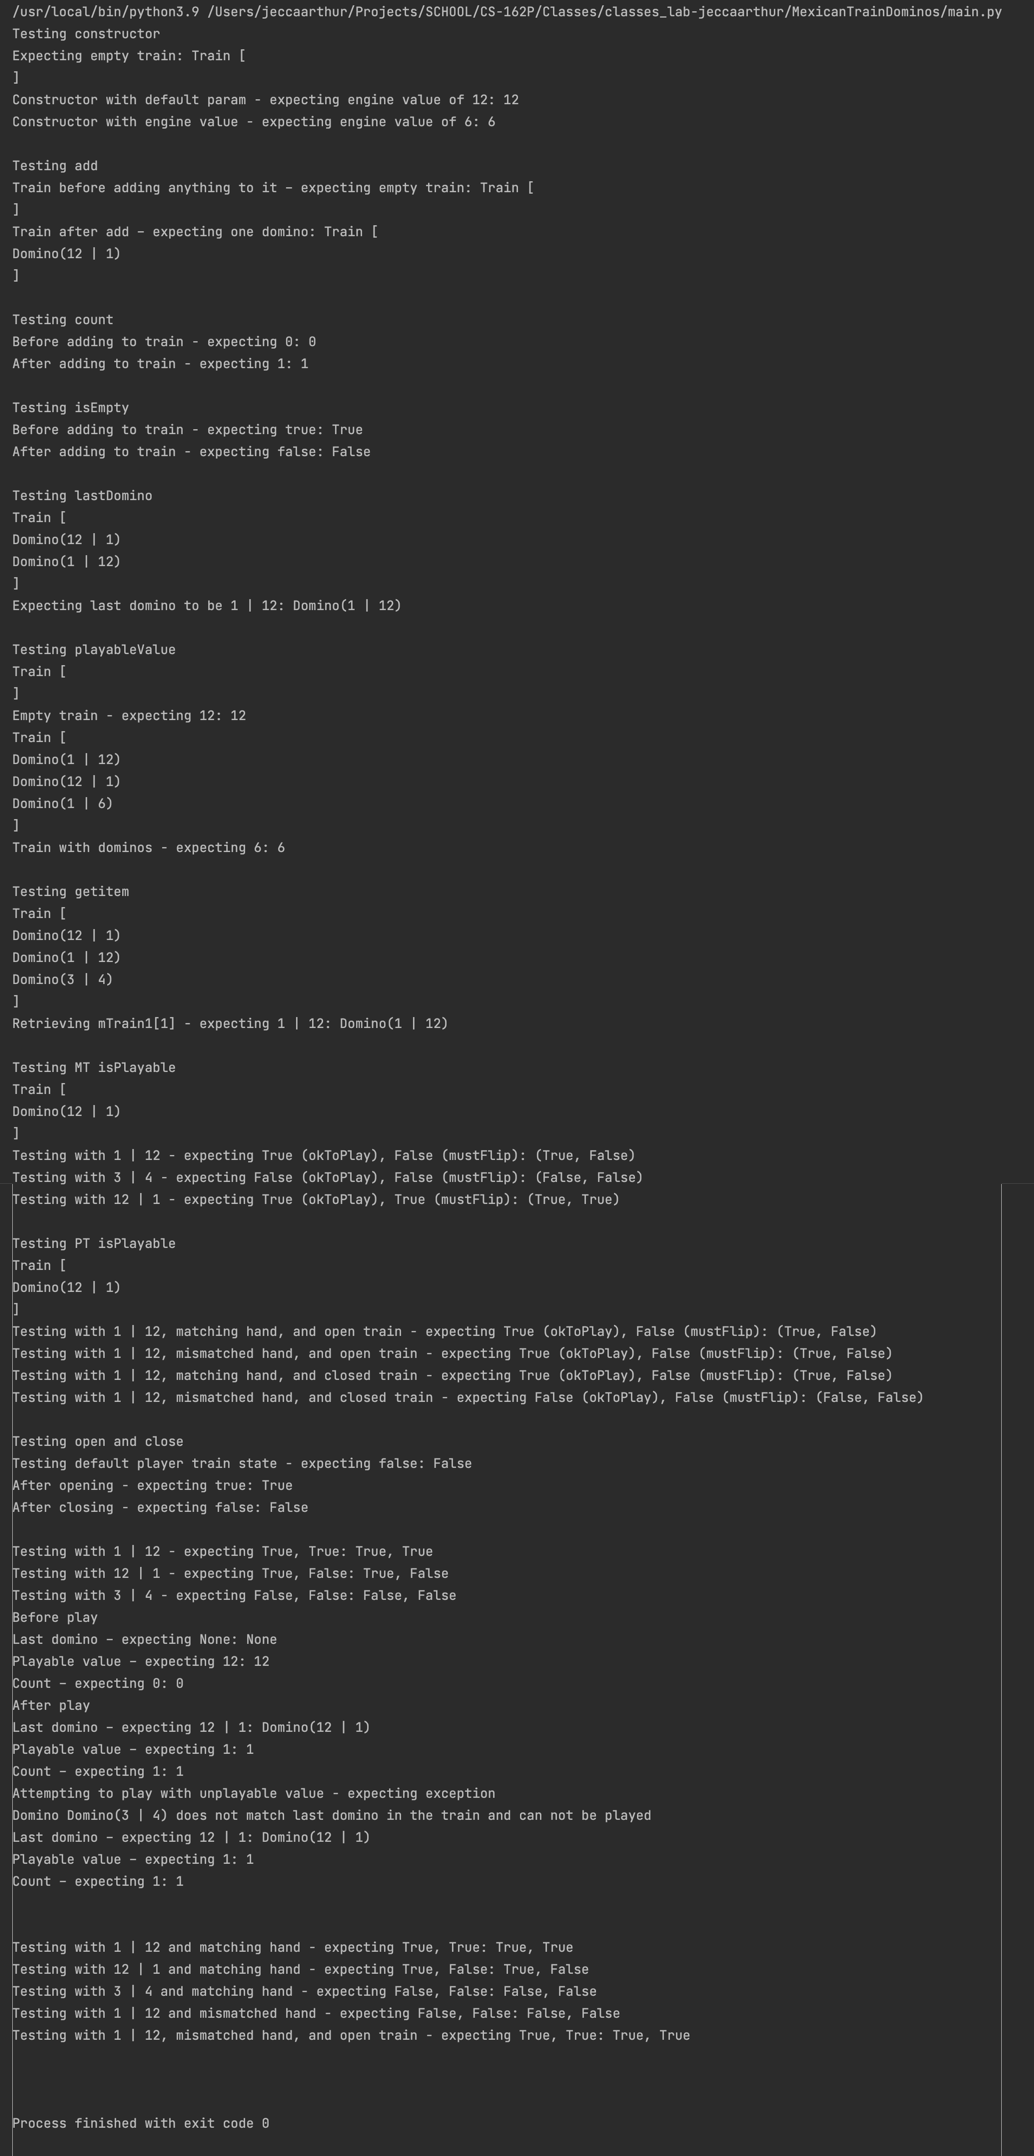 /usr/local/bin/python3.9 /Users/jeccaarthur/Projects/SCHOOL/CS-162P/Classes/classes_lab-jeccaarthur/MexicanTrainDominos/main.py
Testing constructor
Expecting empty train: Train [
]
Constructor with default param - expecting engine value of 12: 12
Constructor with engine value - expecting engine value of 6: 6

Testing add
Train before adding anything to it – expecting empty train: Train [
]
Train after add – expecting one domino: Train [
Domino(12 | 1)
]

Testing count
Before adding to train - expecting 0: 0
After adding to train - expecting 1: 1

Testing isEmpty
Before adding to train - expecting true: True
After adding to train - expecting false: False

Testing lastDomino
Train [
Domino(12 | 1)
Domino(1 | 12)
]
Expecting last domino to be 1 | 12: Domino(1 | 12)

Testing playableValue
Train [
]
Empty train - expecting 12: 12
Train [
Domino(1 | 12)
Domino(12 | 1)
Domino(1 | 6)
]
Train with dominos - expecting 6: 6

Testing getitem
Train [
Domino(12 | 1)
Domino(1 | 12)
Domino(3 | 4)
]
Retrieving mTrain1[1] - expecting 1 | 12: Domino(1 | 12)

Testing MT isPlayable
Train [
Domino(12 | 1)
]
Testing with 1 | 12 - expecting True (okToPlay), False (mustFlip): (True, False)
Testing with 3 | 4 - expecting False (okToPlay), False (mustFlip): (False, False)
Testing with 12 | 1 - expecting True (okToPlay), True (mustFlip): (True, True)

Testing PT isPlayable
Train [
Domino(12 | 1)
]
Testing with 1 | 12, matching hand, and open train - expecting True (okToPlay), False (mustFlip): (True, False)
Testing with 1 | 12, mismatched hand, and open train - expecting True (okToPlay), False (mustFlip): (True, False)
Testing with 1 | 12, matching hand, and closed train - expecting True (okToPlay), False (mustFlip): (True, False)
Testing with 1 | 12, mismatched hand, and closed train - expecting False (okToPlay), False (mustFlip): (False, False)

Testing open and close
Testing default player train state - expecting false: False
After opening - expecting true: True
After closing - expecting false: False

Testing with 1 | 12 - expecting True, True: True, True
Testing with 12 | 1 - expecting True, False: True, False
Testing with 3 | 4 - expecting False, False: False, False
Before play
Last domino – expecting None: None
Playable value – expecting 12: 12
Count – expecting 0: 0
After play
Last domino – expecting 12 | 1: Domino(12 | 1)
Playable value – expecting 1: 1
Count – expecting 1: 1
Attempting to play with unplayable value - expecting exception
Domino Domino(3 | 4) does not match last domino in the train and can not be played
Last domino – expecting 12 | 1: Domino(12 | 1)
Playable value – expecting 1: 1
Count – expecting 1: 1

Testing with 1 | 12 and matching hand - expecting True, True: True, True
Testing with 12 | 1 and matching hand - expecting True, False: True, False
Testing with 3 | 4 and matching hand - expecting False, False: False, False
Testing with 1 | 12 and mismatched hand - expecting False, False: False, False
Testing with 1 | 12, mismatched hand, and open train - expecting True, True: True, True

Process finished with exit code 0